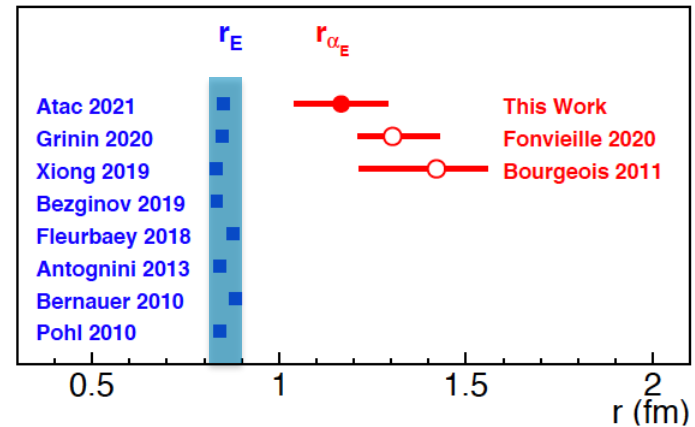 r_E r_α_E
Atac 2021 This Work
Grinin 2020 Fonvieille 2020
Xiong 2019 Bourgeois 2011
Bezginov 2019
Fleurbaey 2018
Antognini 2013
Bernauer 2010
Pohl 2010
0.5 1 1.5 2
r (fm)